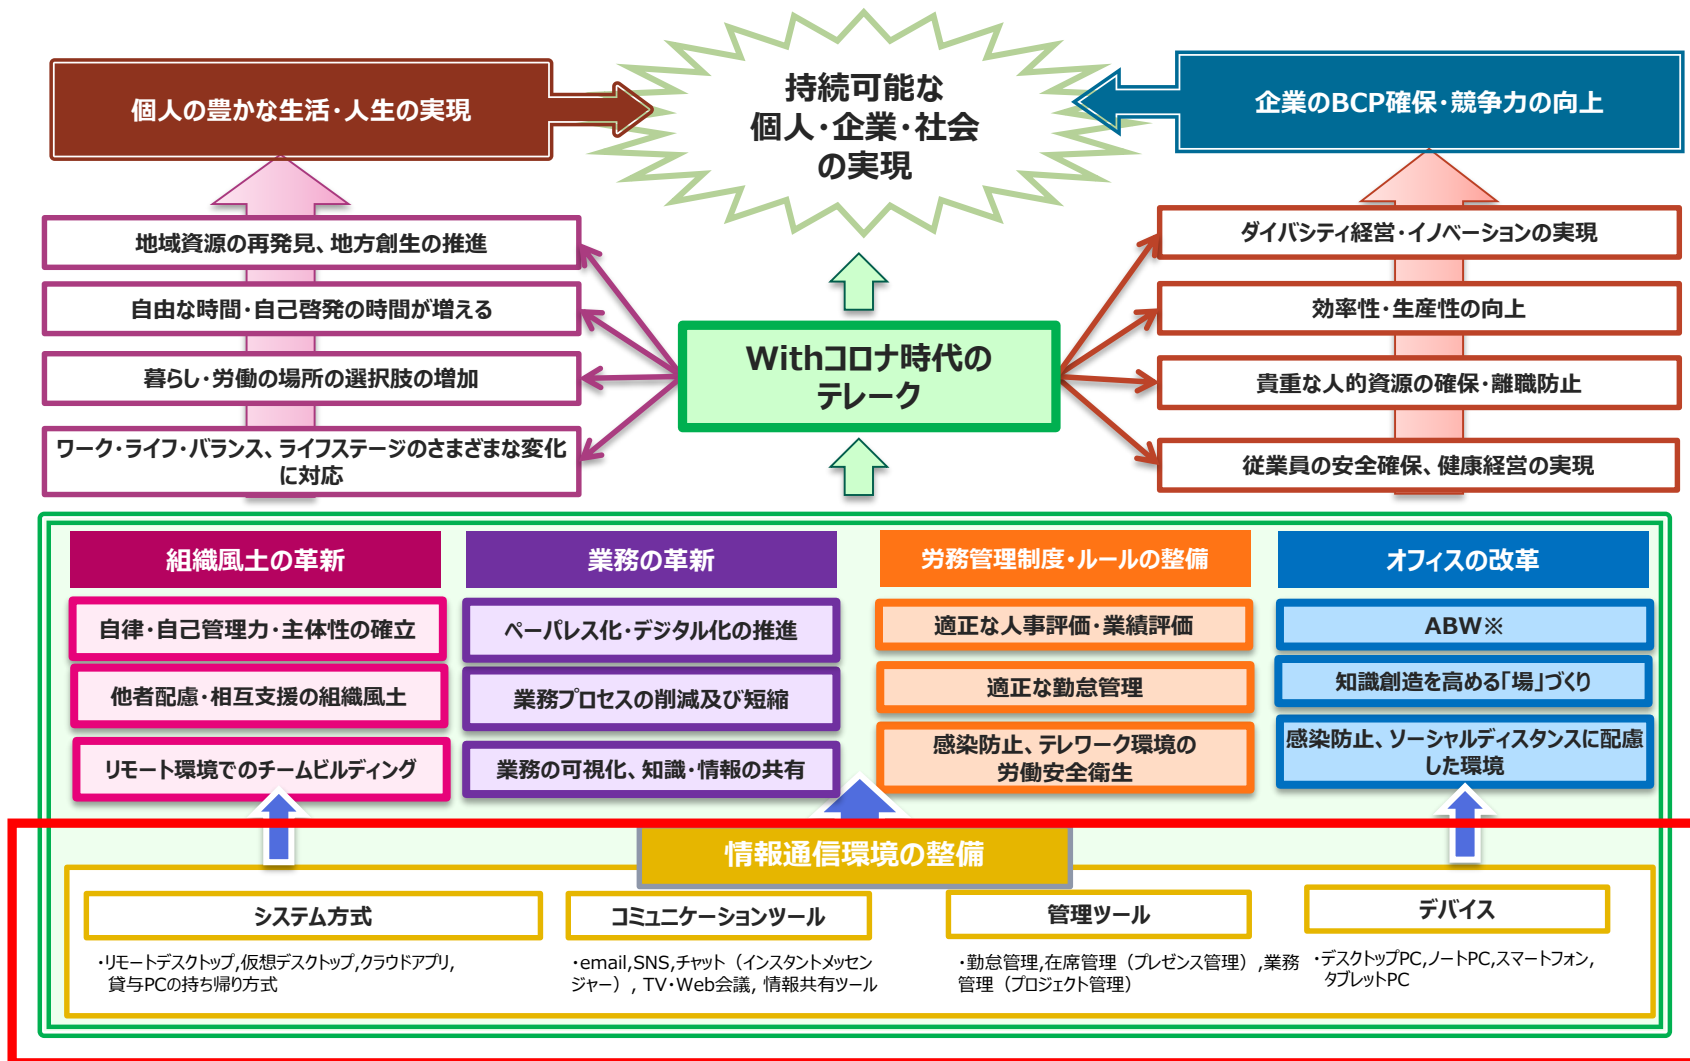 個人の豊かな生活・人生の実現
持続可能な
個人・企業・社会
の実現
企業のBCP確保・競争力の向上
地域資源の再発見、地方創生の推進
自由な時間・自己啓発の時間が増える
暮らし・労働の場所の選択肢の増加
ワーク・ライフ・バランス、ライフステージのさまざまな変化
に対応
Withコロナ時代の
テレーク
ダイバシティ経営・イノベーションの実現
効率性・生産性の向上
貴重な人的資源の確保・離職防止
従業員の安全確保、健康経営の実現
組織風土の革新
自律・自己管理力・主体性の確立
他者配慮・相互支援の組織風土
リモート環境でのチームビルディング
業務の革新
ペーパレス化・デジタル化の推進
業務プロセスの削減及び短縮
業務の可視化、知識・情報の共有
労務管理制度・ルールの整備
適正な人事評価・業績評価
適正な勤怠管理
感染防止、テレワーク環境の
労働安全衛生
オフィスの改革
ABW※
知識創造を高める「場」づくり
感染防止、ソーシャルディスタンスに配慮
した環境
情報通信環境の整備
システム方式
・リモートデスクトップ,仮想デスクトップ,クラウドアプリ,
貸与PCの持ち帰り方式
コミュニケーションツール
・email,SNS,チャット（インスタントメッセン
ジャー）, TV・Web会議, 情報共有ツール
管理ツール
・勤怠管理,在席管理（プレゼンス管理）,業務
管理（プロジェクト管理）
デバイス
・デスクトップPC,ノートPC,スマートフォン,
タブレットPC